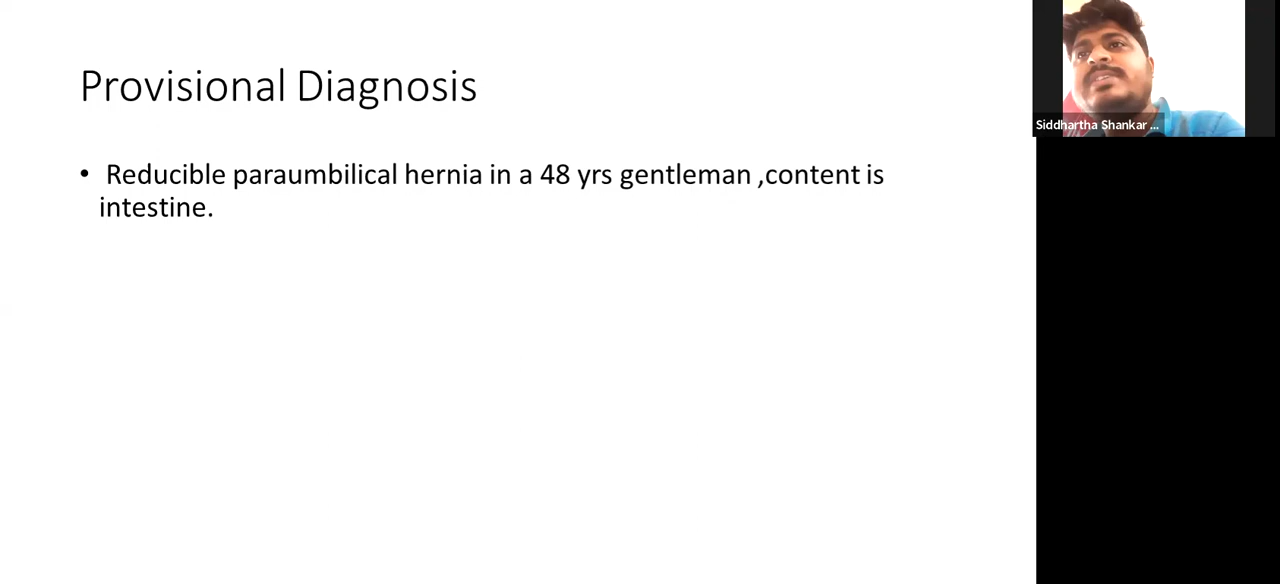 Provisional Diagnosis
• Reducible paraumbilical hernia in a 48 yrs gentleman ,content is
intestine.
Siddhartha Shankar ...